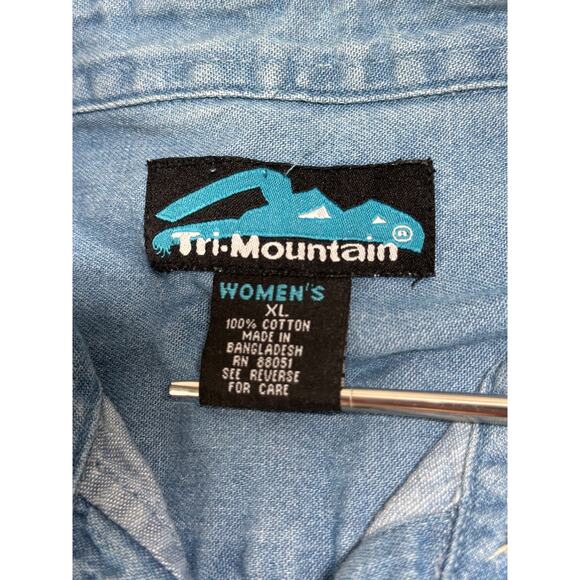 Tri-Mountain ®
WOMEN'S
XL
100% COTTON
MADE IN
BANGLADESH
RN 88051
SEE REVERSE
FOR CARE